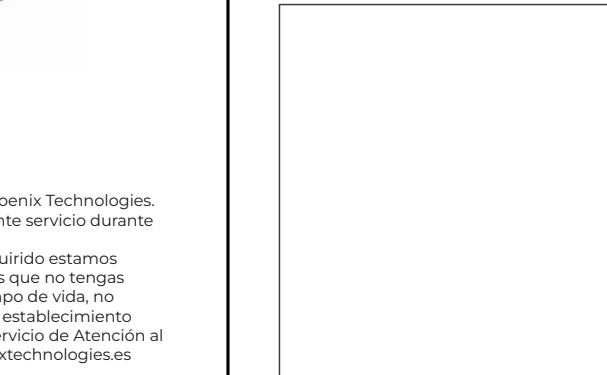 oenix Technologies.
nte servicio durante
uirido estamos
s que no tengas
npo de vida, no
establecimiento
ervicio de Atención al
xtechnologies.es